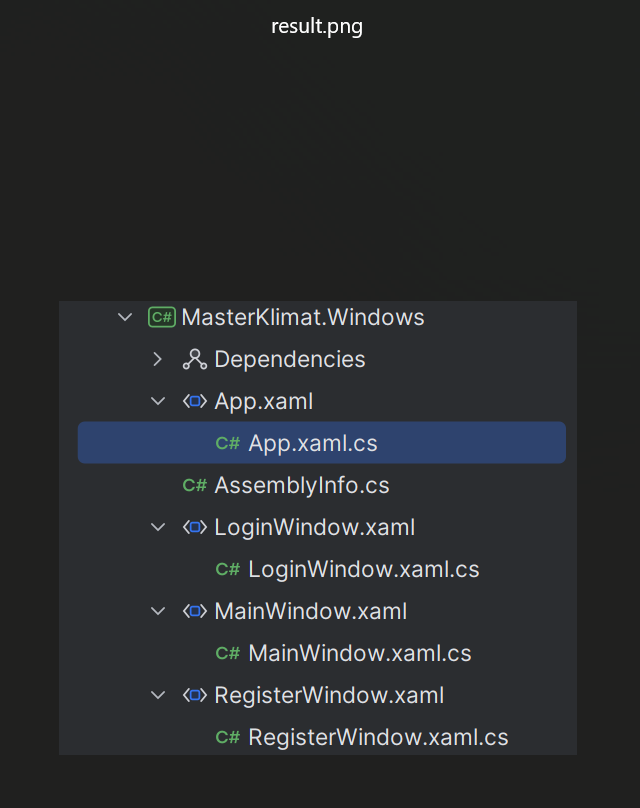 result.png
C# MasterKlimat.Windows
Dependencies
App.xaml
C# App.xaml.cs
C# AssemblyInfo.cs
LoginWindow.xaml
C# LoginWindow.xaml.cs
MainWindow.xaml
C# MainWindow.xaml.cs
RegisterWindow.xaml
C# RegisterWindow.xaml.cs